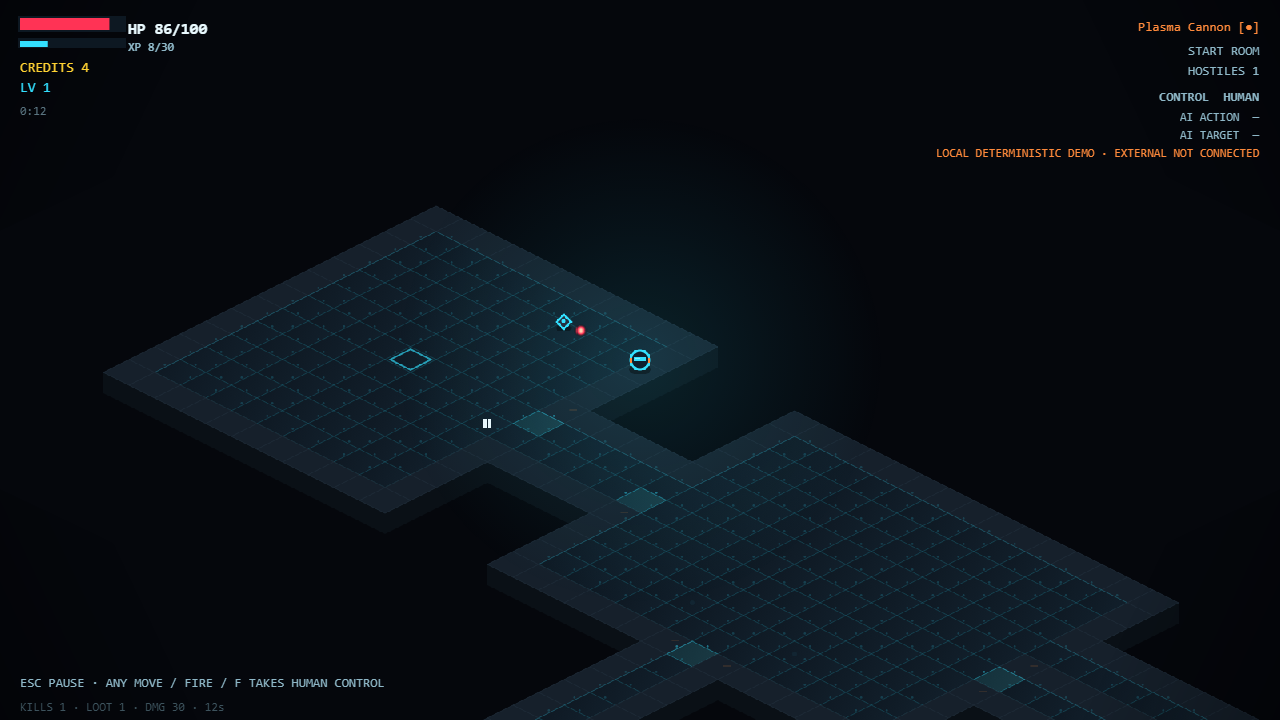 HP 86/100
XP 8/30
CREDITS 4
LV 1
0:12
Plasma Cannon [●]
START ROOM
HOSTILES 1
CONTROL HUMAN
AI ACTION —
AI TARGET —
LOCAL DETERMINISTIC DEMO · EXTERNAL NOT CONNECTED
ESC PAUSE · ANY MOVE / FIRE / F TAKES HUMAN CONTROL
KILLS 1 · LOOT 1 · DMG 30 · 12s